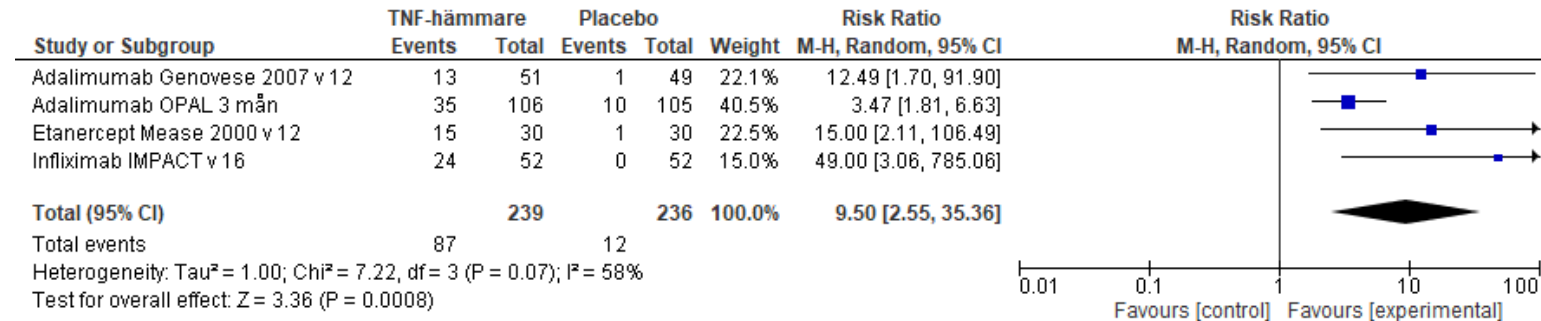 TNF-hämmare Placebo Risk Ratio Risk Ratio
Study or Subgroup Events Total Events Total Weight M-H, Random, 95% CI M-H, Random, 95% CI
Adalimumab Genovese 2007 v 12 13 51 1 49 22.1% 12.49 [1.70, 91.90]
Adalimumab OPAL 3 mån 35 106 10 105 40.5% 3.47 [1.81, 6.63]
Etanercept Mease 2000 v 12 15 30 1 30 22.5% 15.00 [2.11, 106.49]
Infliximab IMPACT v 16 24 52 0 52 15.0% 49.00 [3.06, 785.06]
Total (95% CI) 239 236 100.0% 9.50 [2.55, 35.36]
Total events 87 12
Heterogeneity: Tau² = 1.00; Chi² = 7.22, df = 3 (P = 0.07); I² = 58%
Test for overall effect: Z = 3.36 (P = 0.0008)
0.01 0.1 1 10 100
Favours [control] Favours [experimental]